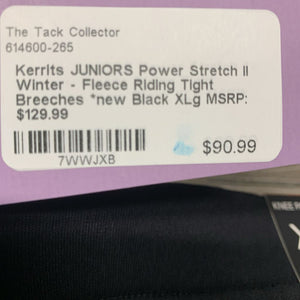 The Tack Collector
614600-265
Kerrits JUNIORS Power Stretch II
Winter - Fleece Riding Tight
Breeches *new Black XLg MSRP:
$129.99
7WWJXB
$90.99
KNEE